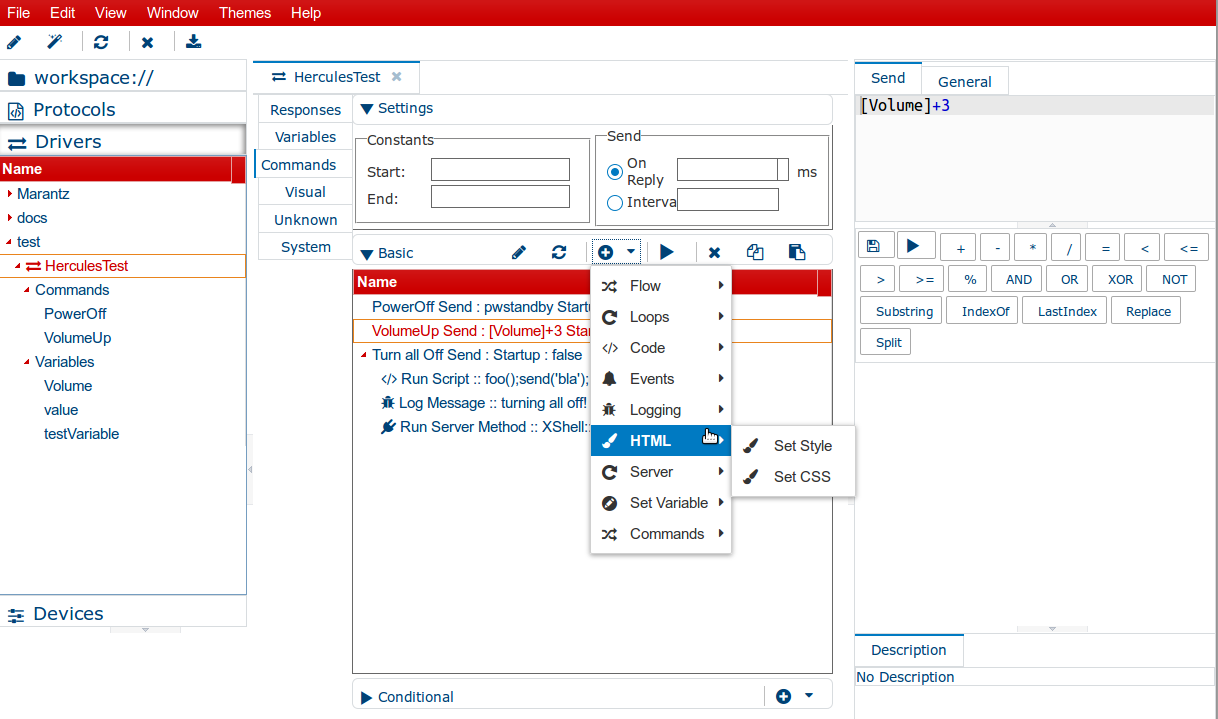 File Edit View Window Themes Help
workspace://
Protocols
Drivers
Name
Marantz
docs
test
HerculesTest
Commands
PowerOff
VolumeUp
Variables
Volume
value
testVariable
Devices
HerculesTest
Responses
Variables
Commands
Visual
Unknown
System
Settings
Constants
Start:
End:
Send
On Reply
ms
Interva
Basic
Name
PowerOff Send : pwstandby Startu
VolumeUp Send : [Volume]+3 Star
Turn all Off Send : Startup : false
</> Run Script :: foo();send('bla');
Log Message :: turning all off!
Run Server Method :: XShell::
Flow
Loops
</> Code
Events
Logging
HTML
Server
Set Variable
Commands
Set Style
Set CSS
Conditional
Send General
[Volume]+3
+ - * / = < <=
> >= % AND OR XOR NOT
Substring IndexOf LastIndex Replace
Split
Description
No Description